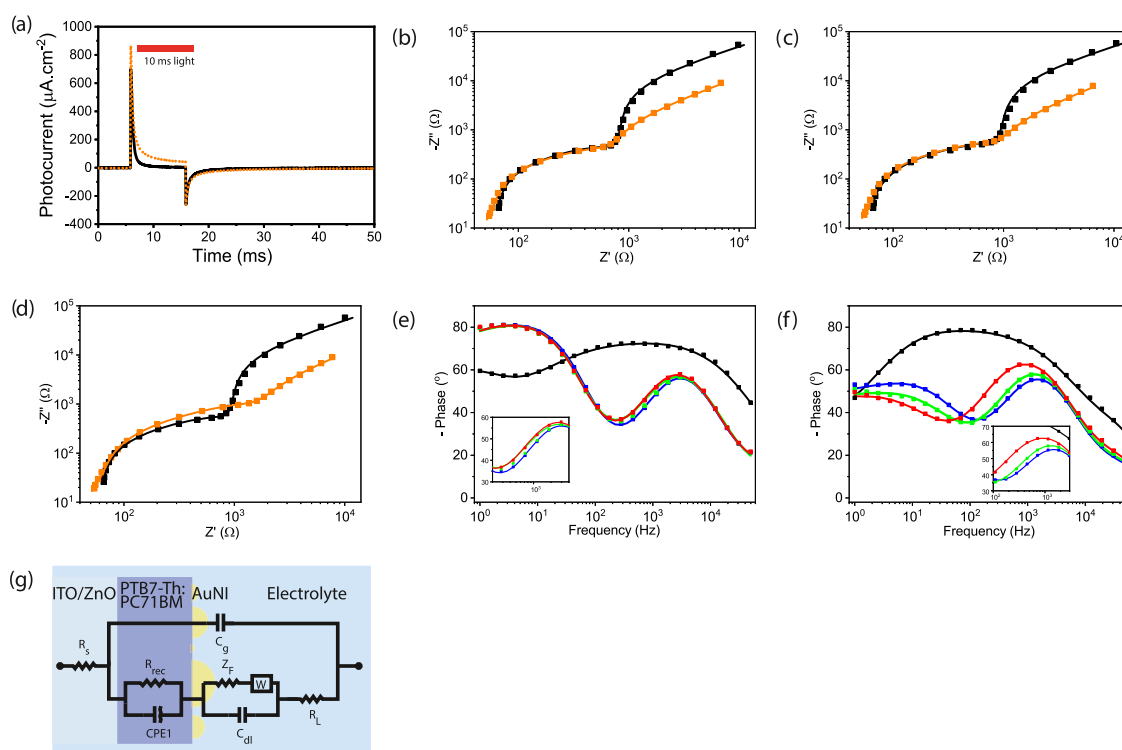 (a)
1000
800
600
400
200
0
-200
-400
0 10 20 30 40 50
Photocurrent (µA.cm⁻²)
Time (ms)
10 ms light
(b)
10⁵
10⁴
10³
10²
10¹
10² 10³ 10⁴
-Z'' (Ω)
Z' (Ω)
(c)
10⁵
10⁴
10³
10²
10¹
10² 10³ 10⁴
-Z'' (Ω)
Z' (Ω)
(d)
10⁵
10⁴
10³
10²
10¹
10² 10³ 10⁴
-Z'' (Ω)
Z' (Ω)
(e)
80
60
40
20
0
10⁰ 10¹ 10² 10³ 10⁴
- Phase (°)
Frequency (Hz)
60
50
40
30
10³
(f)
80
60
40
20
0
10⁰ 10¹ 10² 10³ 10⁴
- Phase (°)
Frequency (Hz)
70
60
50
40
30
10² 10³
(g)
ITO/ZnO PTB7-Th: AuNI Electrolyte
PC71BM
Cg
Rs
Rrec ZF
W
RL
CPE1 Cdl